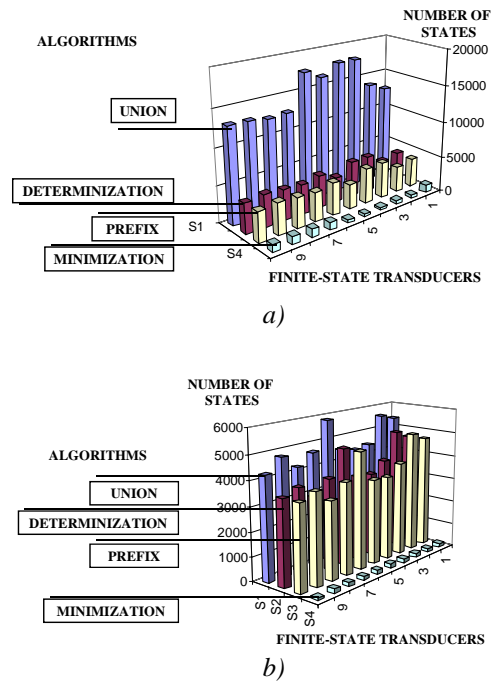 NUMBER OF
STATES
ALGORITHMS
20000
15000
10000
5000
0
UNION
DETERMINIZATION
PREFIX
MINIMIZATION
S1
S4
9
7
5
3
1
FINITE-STATE TRANSDUCERS
a)
NUMBER OF
STATES
6000
5000
4000
3000
2000
1000
0
ALGORITHMS
UNION
DETERMINIZATION
PREFIX
MINIMIZATION
S
S2
S3
S4
9
7
5
3
1
FINITE-STATE TRANSDUCERS
b)